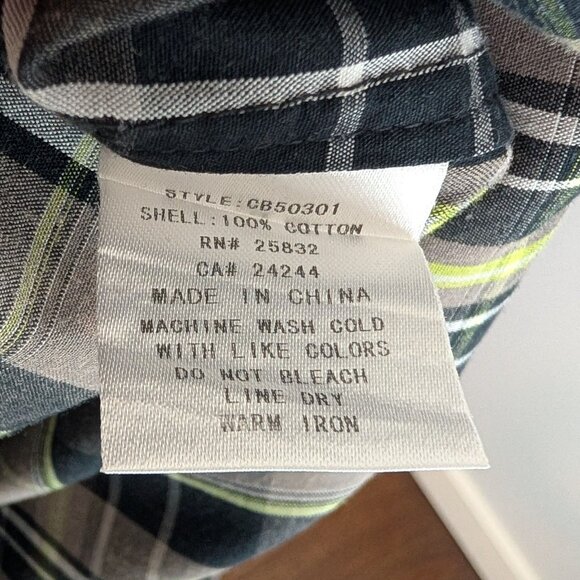 STYLE:CB50301
SHELL:100% COTTON
RN# 25832
CA# 24244
MADE IN CHINA
MACHINE WASH COLD
WITH LIKE COLORS
DO NOT BLEACH
LINE DRY
WARM IRON